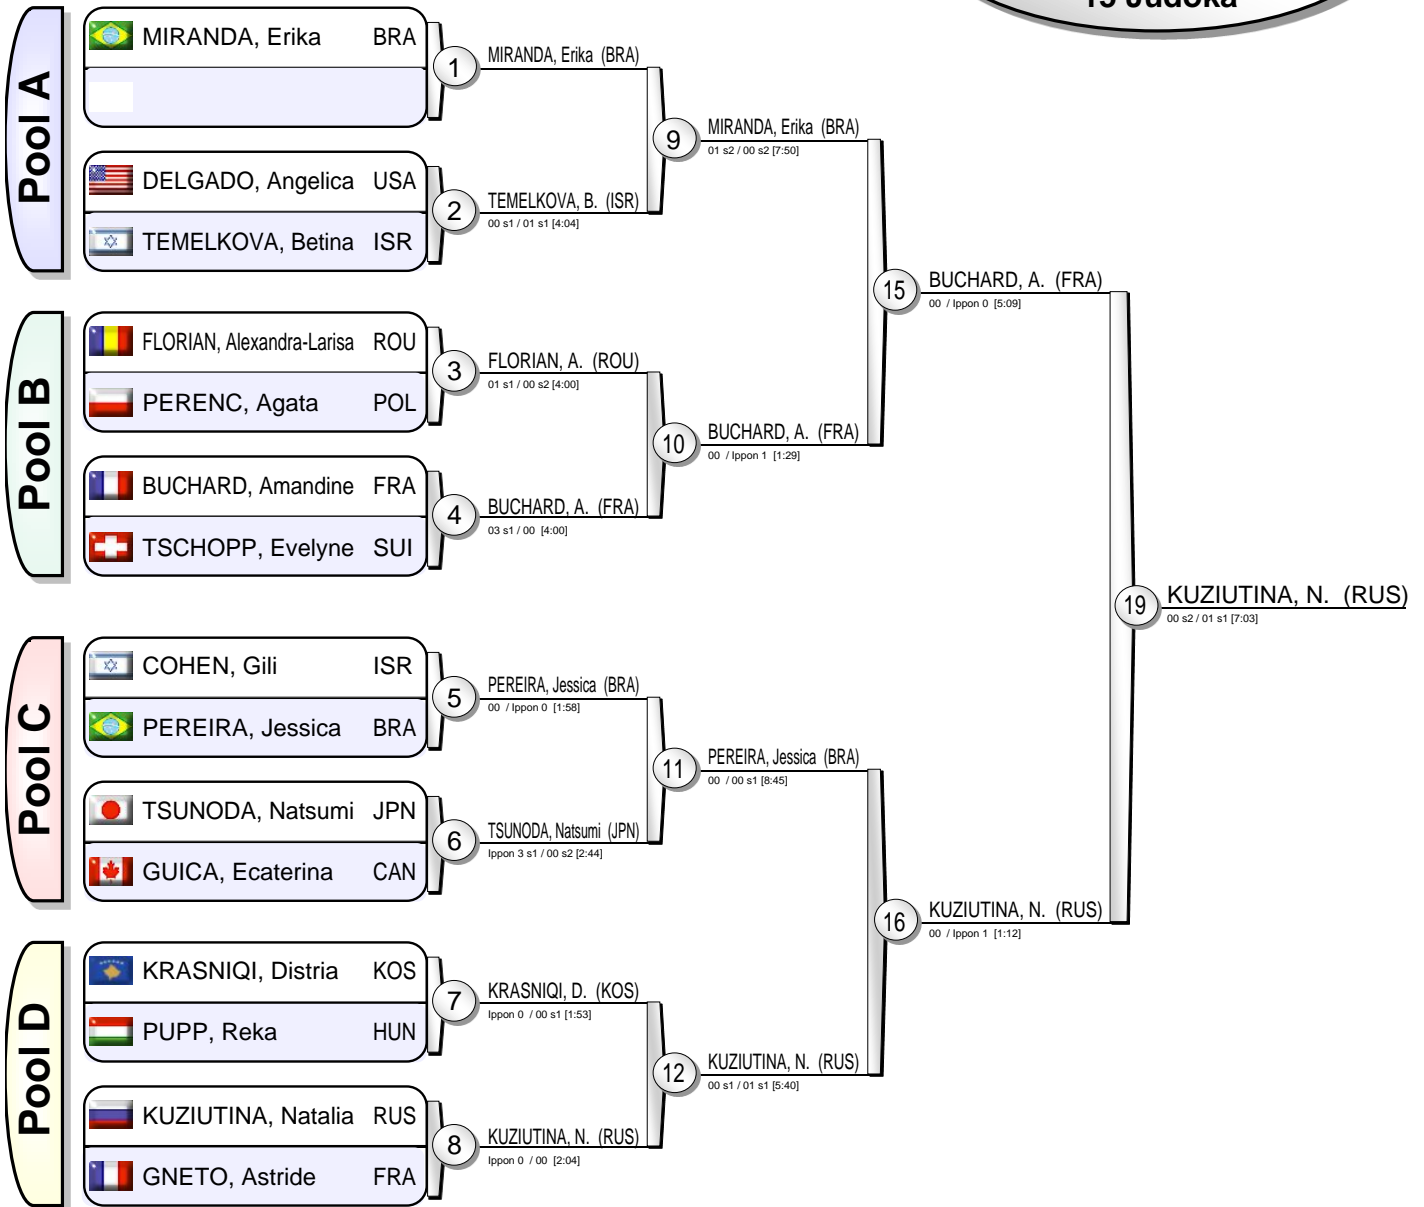 15 Judoka
Pool A
MIRANDA, Erika BRA
1
MIRANDA, Erika (BRA)
DELGADO, Angelica USA
TEMELKOVA, Betina ISR
2
TEMELKOVA, B. (ISR)
00 s1 / 01 s1 [4:04]
9
MIRANDA, Erika (BRA)
01 s2 / 00 s2 [7:50]
Pool B
FLORIAN, Alexandra-Larisa ROU
PERENC, Agata POL
3
FLORIAN, A. (ROU)
01 s1 / 00 s2 [4:00]
BUCHARD, Amandine FRA
TSCHOPP, Evelyne SUI
4
BUCHARD, A. (FRA)
03 s1 / 00 [4:00]
10
BUCHARD, A. (FRA)
00 / Ippon 1 [1:29]
15
BUCHARD, A. (FRA)
00 / Ippon 0 [5:09]
Pool C
COHEN, Gili ISR
PEREIRA, Jessica BRA
5
PEREIRA, Jessica (BRA)
00 / Ippon 0 [1:58]
TSUNODA, Natsumi JPN
GUICA, Ecaterina CAN
6
TSUNODA, Natsumi (JPN)
Ippon 3 s1 / 00 s2 [2:44]
11
PEREIRA, Jessica (BRA)
00 / 00 s1 [8:45]
Pool D
KRASNIQI, Distria KOS
PUPP, Reka HUN
7
KRASNIQI, D. (KOS)
Ippon 0 / 00 s1 [1:53]
KUZIUTINA, Natalia RUS
GNETO, Astride FRA
8
KUZIUTINA, N. (RUS)
Ippon 0 / 00 [2:04]
12
KUZIUTINA, N. (RUS)
00 s1 / 01 s1 [5:40]
16
KUZIUTINA, N. (RUS)
00 / Ippon 1 [1:12]
19
KUZIUTINA, N. (RUS)
00 s2 / 01 s1 [7:03]